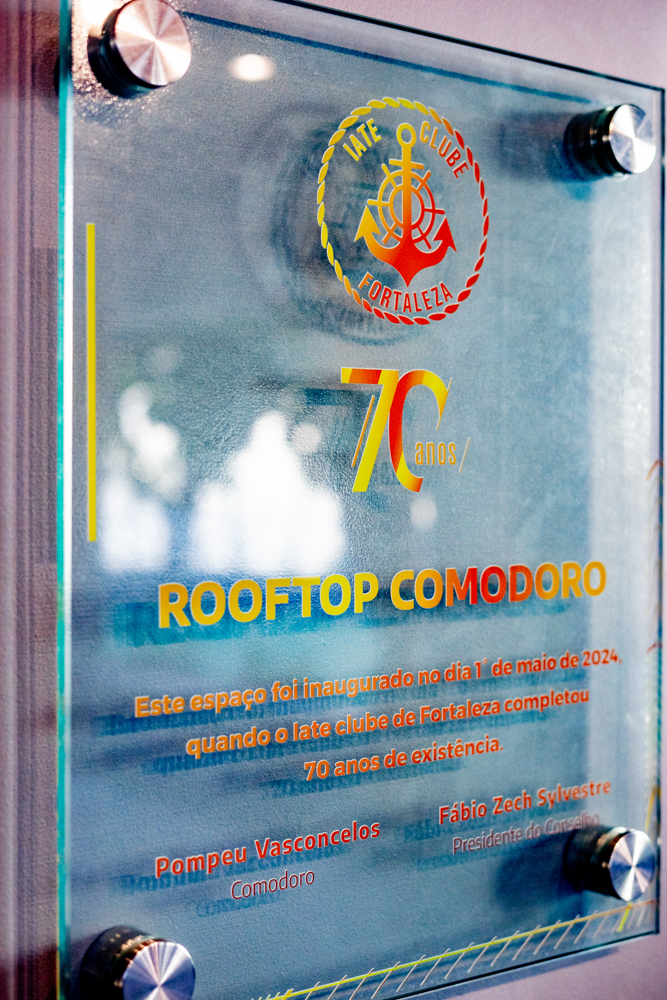 IATE CLUBE
FORTALEZA
70
anos
ROOFTOP COMODORO
Este espaço foi inaugurado no dia 1° de maio de 2024,
quando o Iate clube de Fortaleza completou
70 anos de existência.
Pompeu Vasconcelos
Comodoro
Fábio Zech Sylvestre
Presidente do Conselho